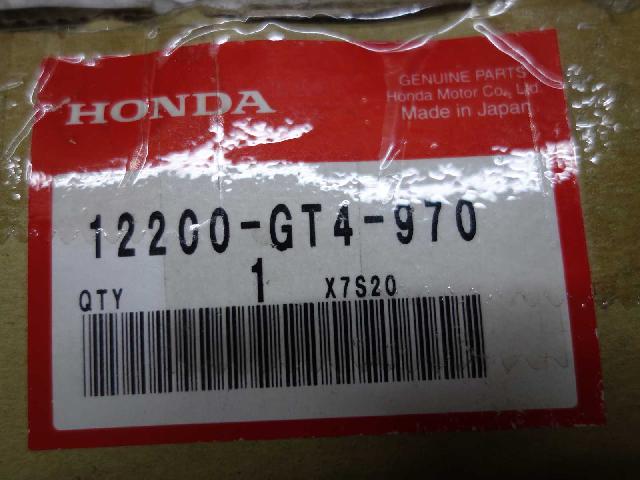 HONDA
GENUINE PARTS
Honda Motor Co., Ltd.
Made in Japan
12200-GT4-970
QTY 1 X7S20